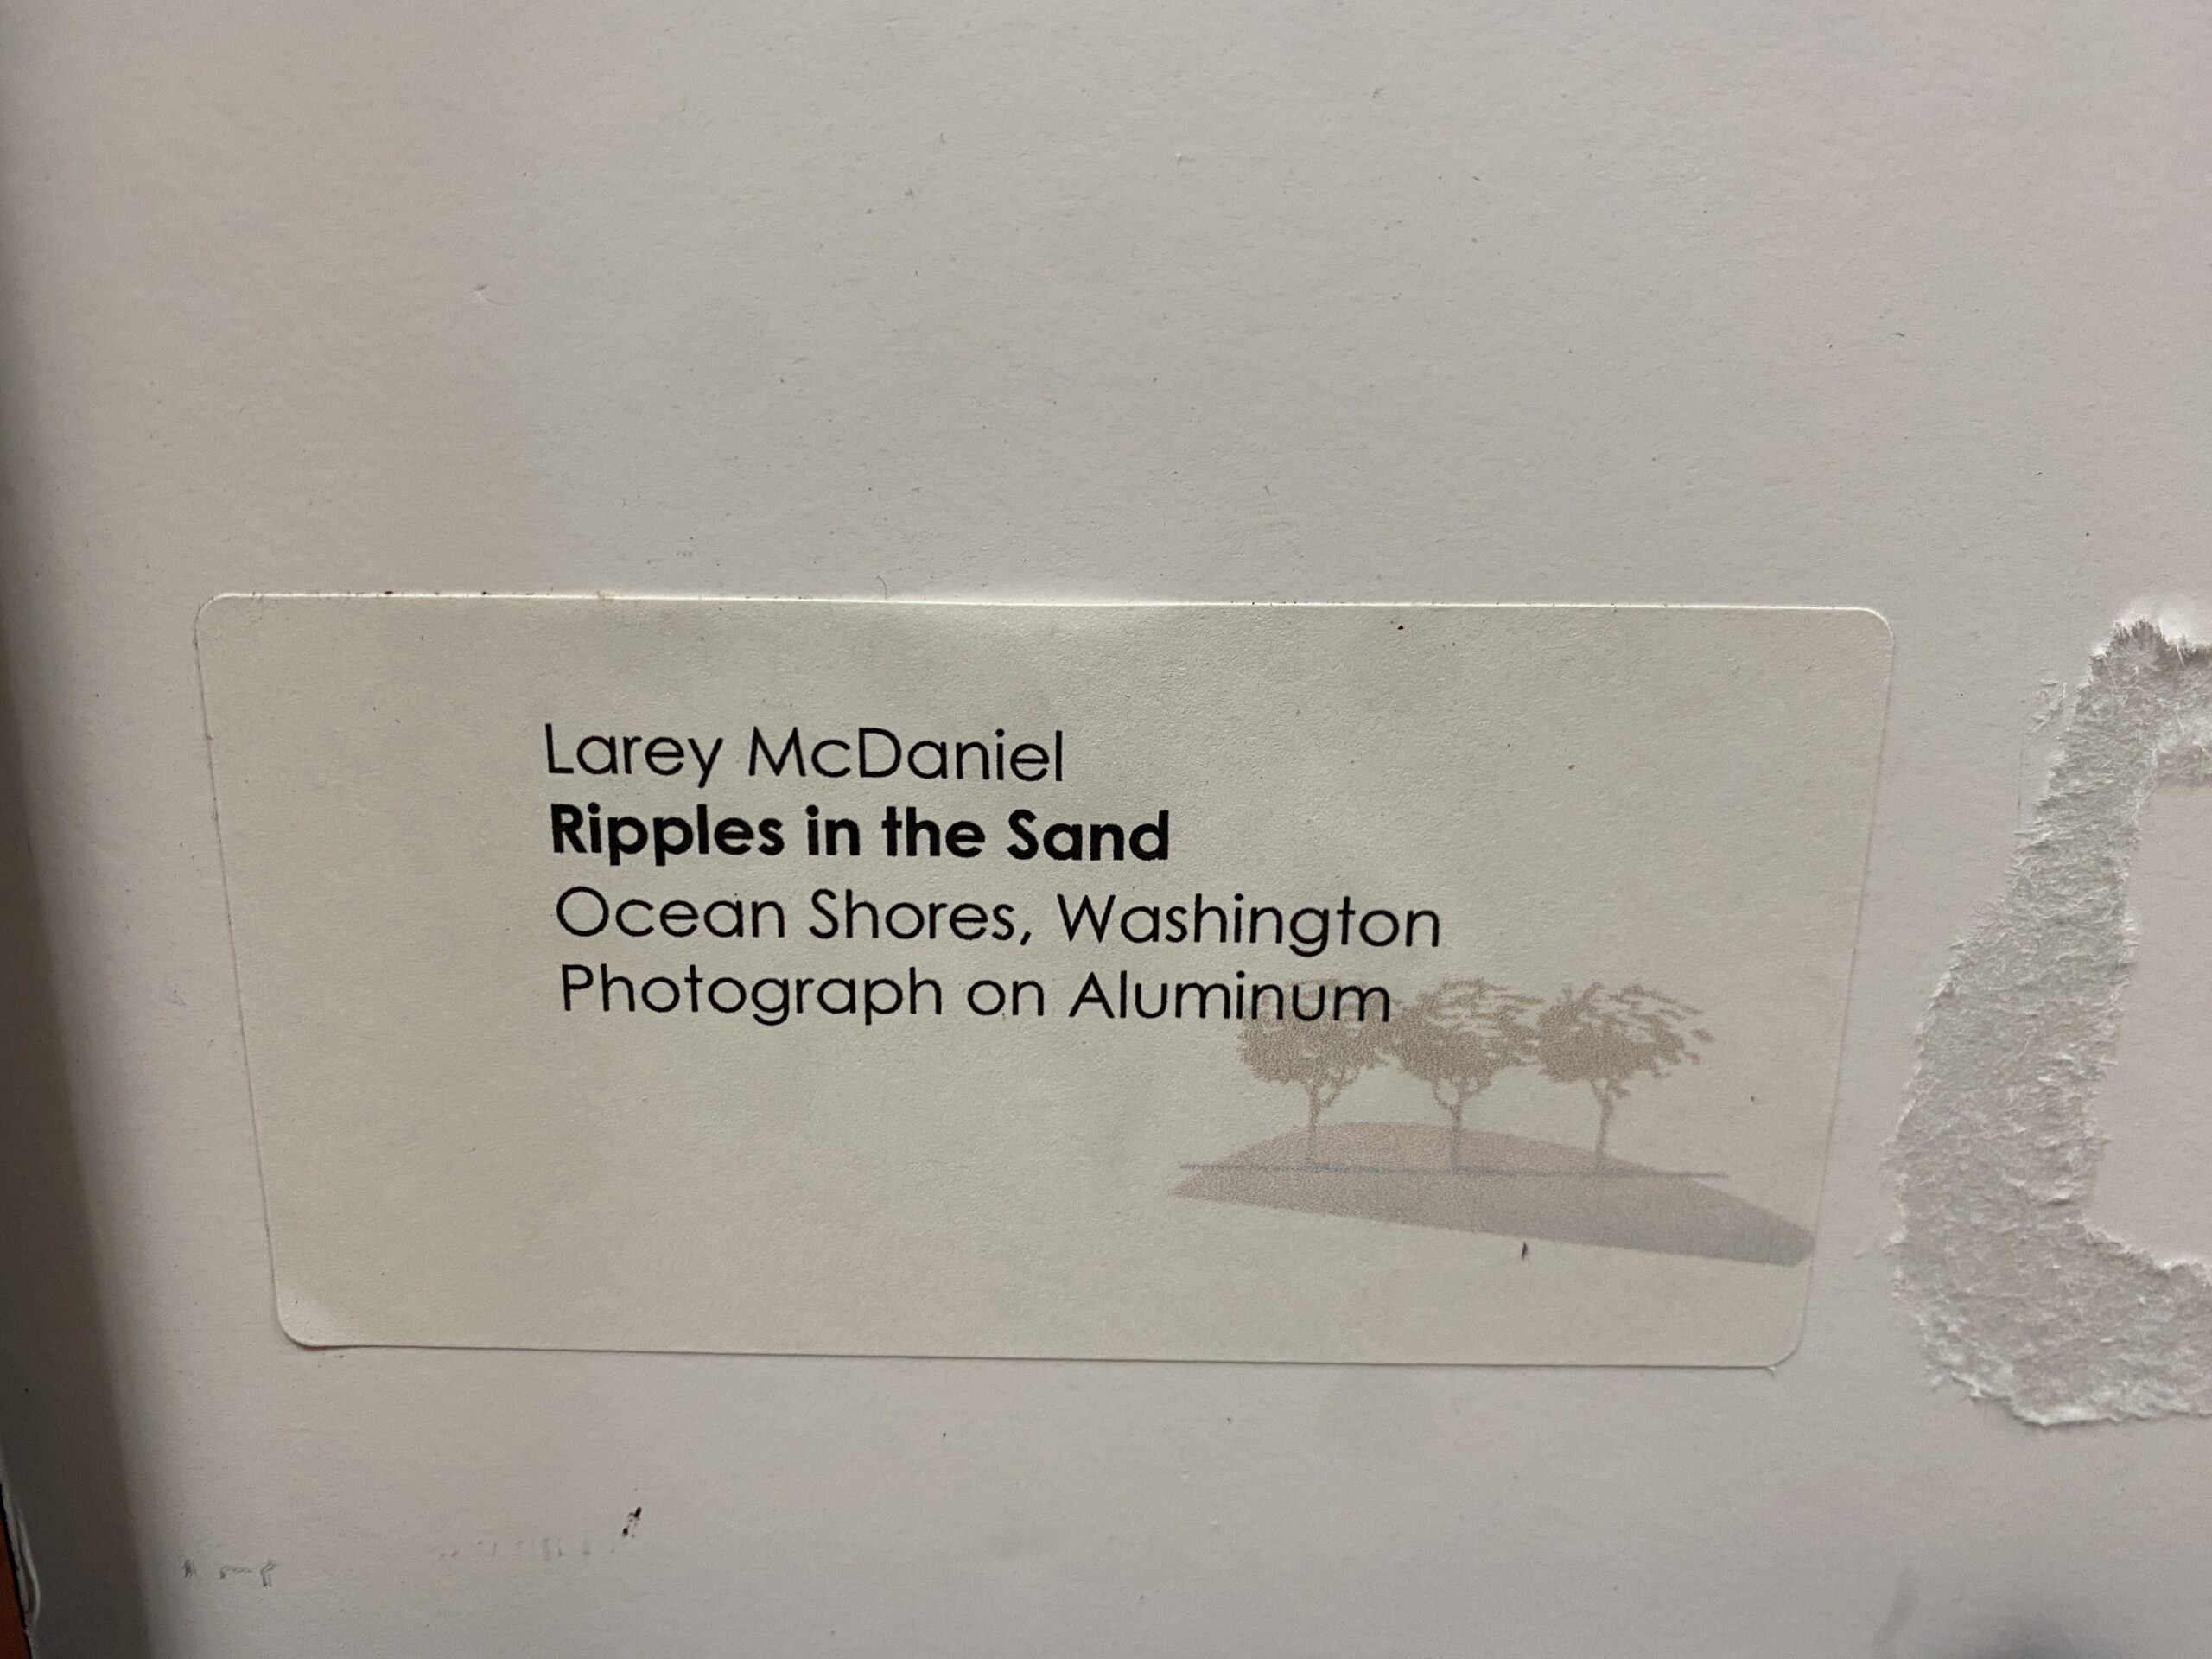 Larey McDaniel
Ripples in the Sand
Ocean Shores, Washington
Photograph on Aluminum